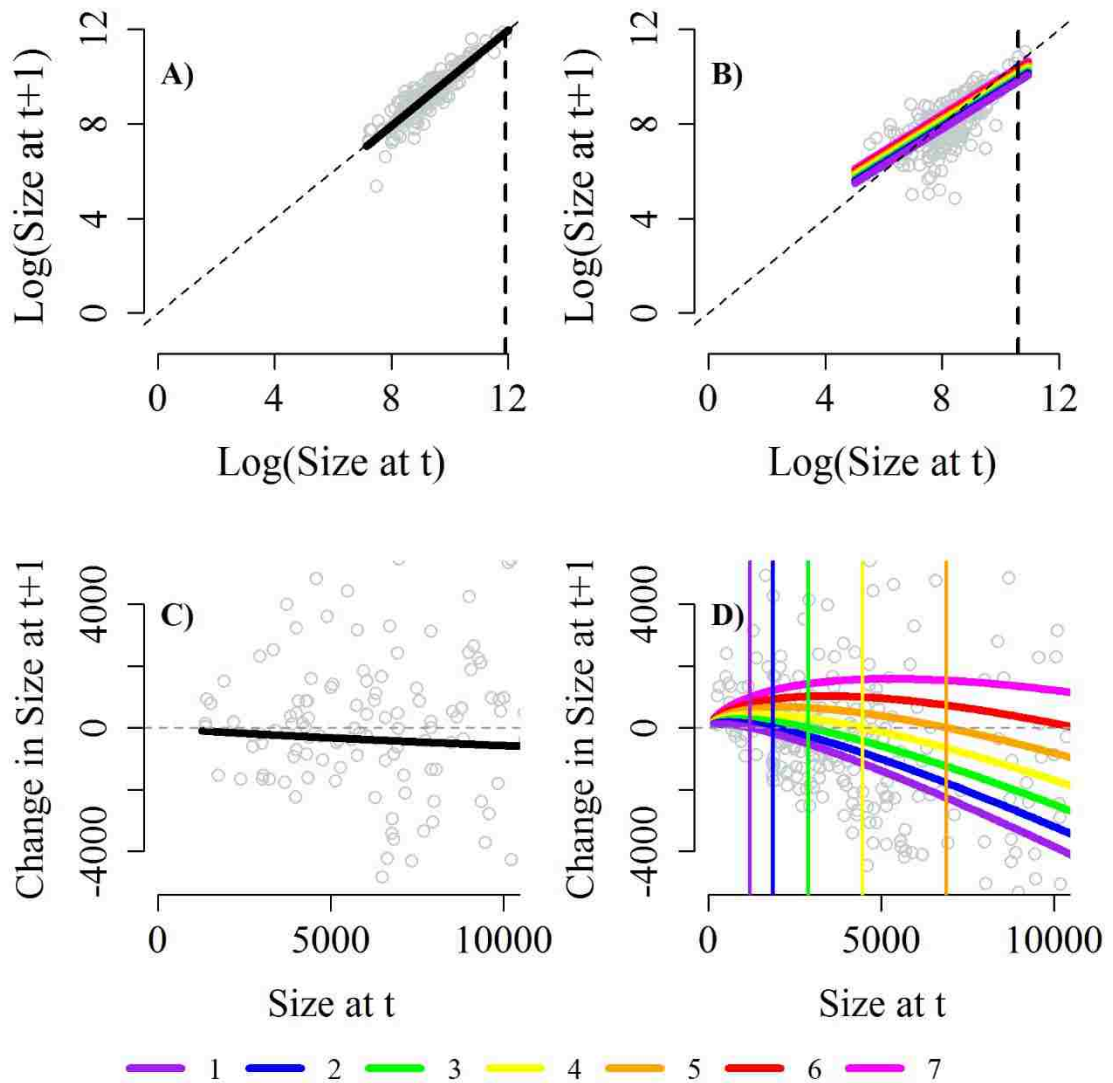 A)
Log(Size at t+1)
0 4 8 12
0 4 8 12
Log(Size at t)
B)
Log(Size at t+1)
0 4 8 12
0 4 8 12
Log(Size at t)
C)
Change in Size at t+1
-4000 0 4000
0 5000 10000
Size at t
D)
Change in Size at t+1
-4000 0 4000
0 5000 10000
Size at t
1 2 3 4 5 6 7